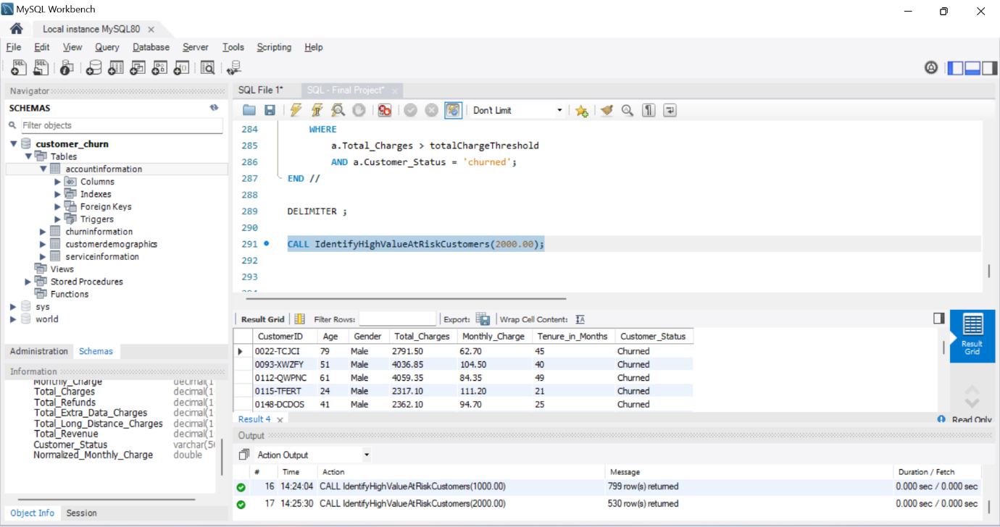 MySQL Workbench
Local instance MySQL80
File Edit View Query Database Server Tools Scripting Help
Navigator
SCHEMAS
Filter objects
customer_churn
Tables
accountinformation
Columns
Indexes
Foreign Keys
Triggers
churninformation
customerdemographics
serviceinformation
Views
Stored Procedures
Functions
sys
world
Administration Schemas
Information
Monthly_Charge decimal(1
Total_Charges decimal(1
Total_Refunds decimal(1
Total_Extra_Data_Charges decimal(1
Total_Long_Distance_Charges decimal(1
Total_Revenue decimal(1
Customer_Status varchar(50
Normalized_Monthly_Charge double
Object Info Session
SQL File 1* SQL - Final Project*
Don't Limit
284 WHERE
285 a.Total_Charges > totalChargeThreshold
286 AND a.Customer_Status = 'churned';
287 END //
288
289 DELIMITER ;
290
291 CALL IdentifyHighValueAtRiskCustomers(2000.00);
292
293
294
Result Grid Filter Rows: Export: Wrap Cell Content: IA
CustomerID Age Gender Total_Charges Monthly_Charge Tenure_in_Months Customer_Status
0022-TCJCI 79 Male 2791.50 62.70 45 Churned
0093-XWZFY 51 Male 4036.85 104.50 40 Churned
0112-QWPNC 61 Male 4059.35 84.35 49 Churned
0115-TFERT 24 Male 2317.10 111.20 21 Churned
0148-DCDOS 41 Male 2362.10 94.70 25 Churned
Result Grid
Result 4 Read Only
Output
Action Output
# Time Action Message Duration / Fetch
16 14:24:04 CALL IdentifyHighValueAtRiskCustomers(1000.00) 799 row(s) returned 0.000 sec / 0.000 sec
17 14:25:30 CALL IdentifyHighValueAtRiskCustomers(2000.00) 530 row(s) returned 0.000 sec / 0.000 sec